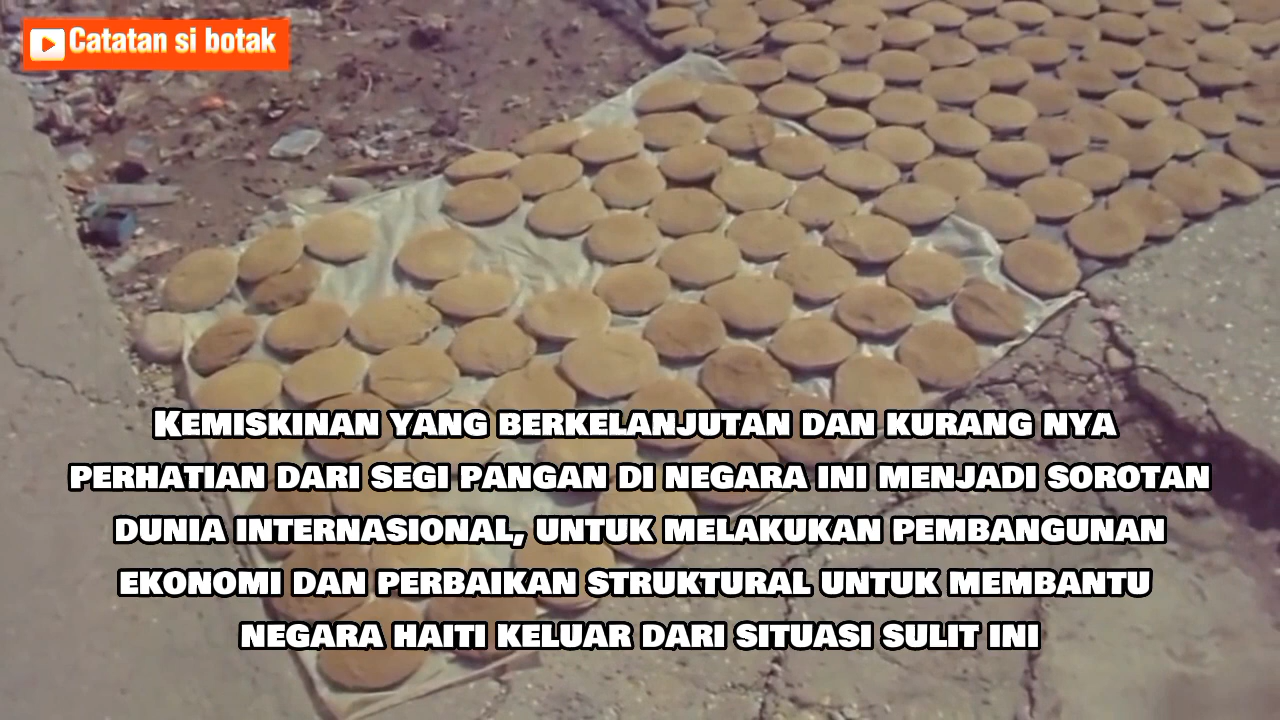 Catatan si botak
Kemiskinan yang berkelanjutan dan kurang nya
perhatian dari segi pangan di negara ini menjadi sorotan
dunia internasional, untuk melakukan pembangunan
ekonomi dan perbaikan struktural untuk membantu
negara haiti keluar dari situasi sulit ini